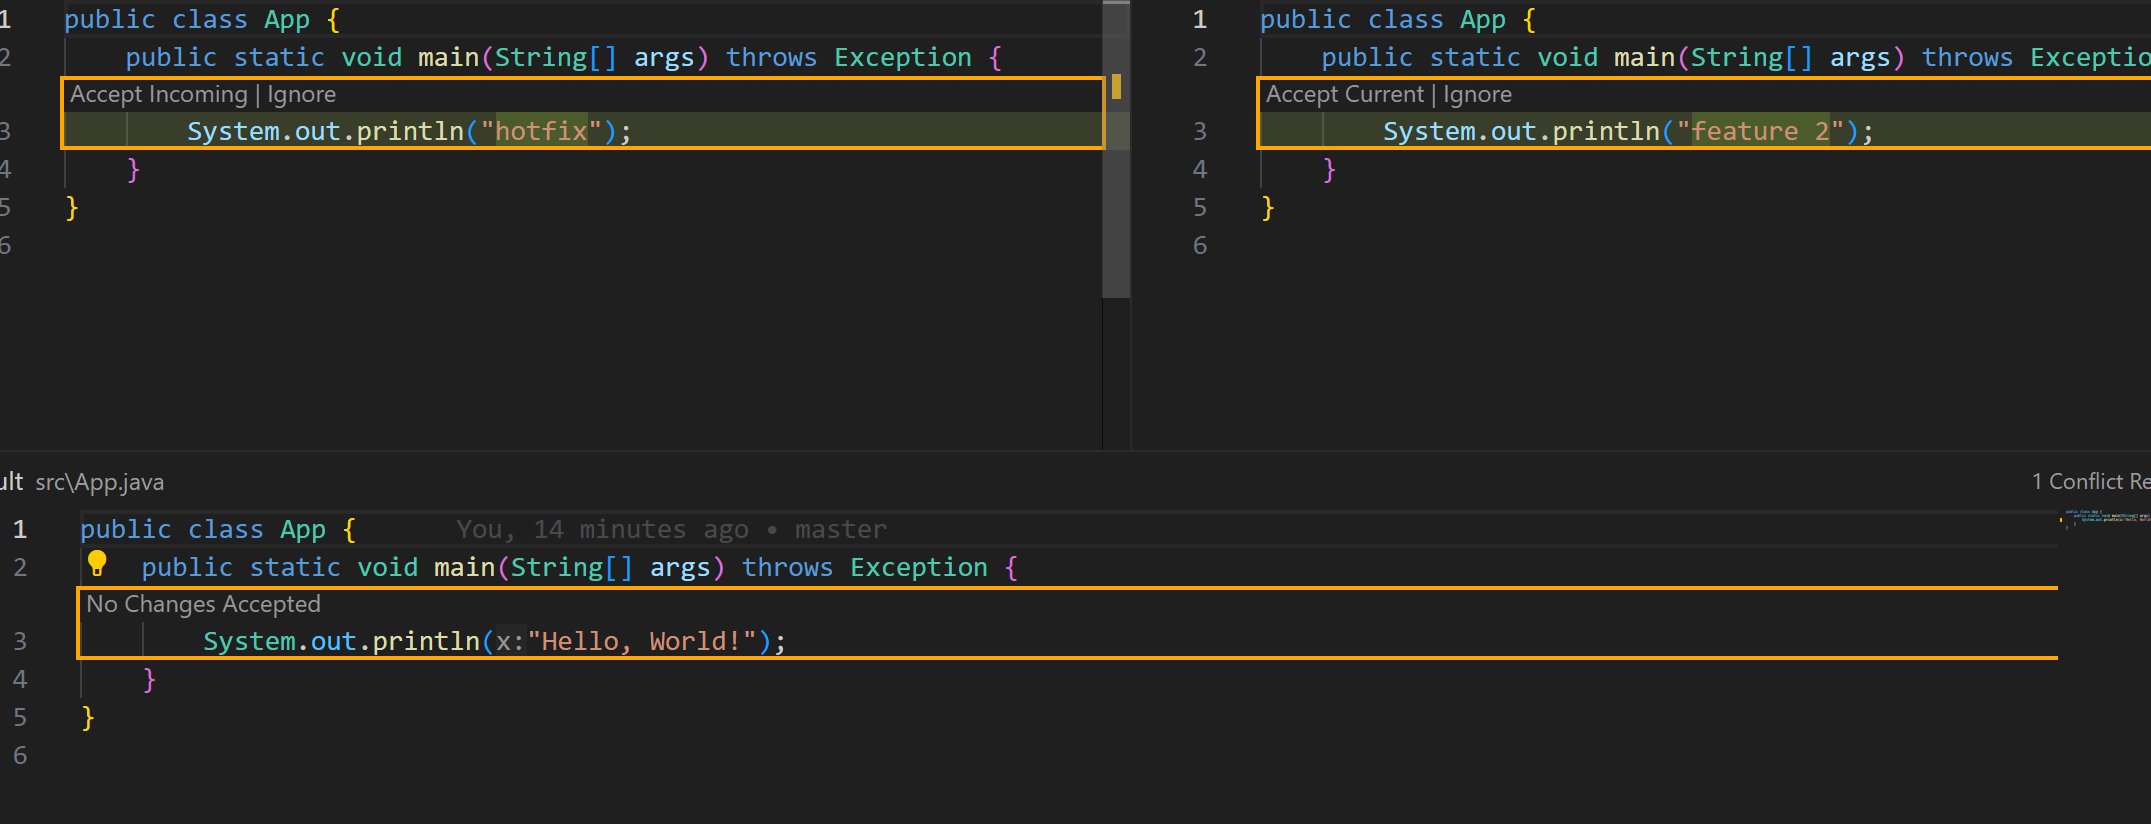 1 public class App {
2 public static void main(String[] args) throws Exception {
Accept Incoming | Ignore
3 System.out.println("hotfix");
4 }
5 }
6
1 public class App {
2 public static void main(String[] args) throws Exceptio
Accept Current | Ignore
3 System.out.println("feature 2");
4 }
5 }
6
ult src\App.java
1 Conflict Re
1 public class App { You, 14 minutes ago • master
2 public static void main(String[] args) throws Exception {
No Changes Accepted
3 System.out.println(x:"Hello, World!");
4 }
5 }
6